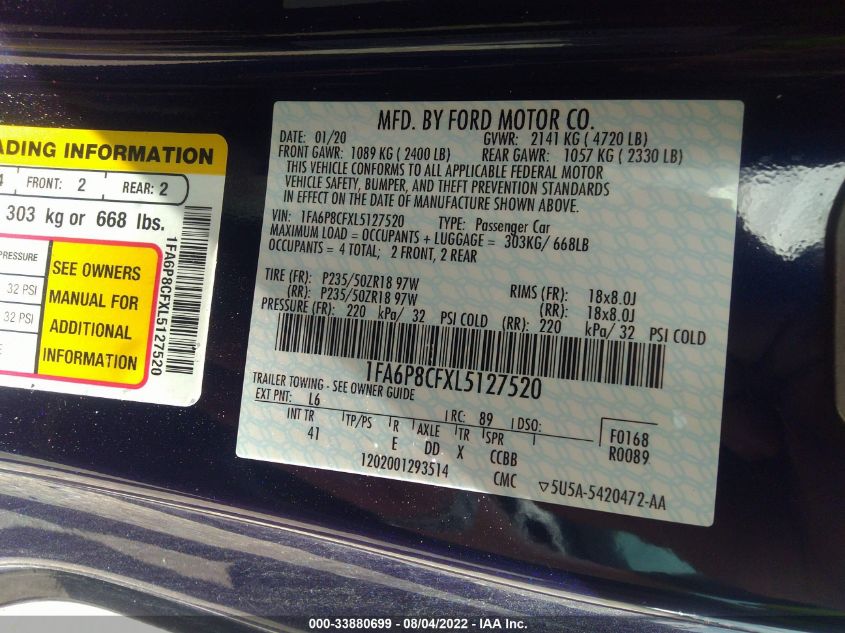 ADING INFORMATION
4 FRONT: 2 REAR: 2
303 kg or 668 lbs.
PRESSURE
32 PSI
32 PSI
SEE OWNERS
MANUAL FOR
ADDITIONAL
INFORMATION
1FA6P8CFXL5127520
MFD. BY FORD MOTOR CO.
DATE: 01/20 GVWR: 2141 KG ( 4720 LB)
FRONT GAWR: 1089 KG ( 2400 LB) REAR GAWR: 1057 KG ( 2330 LB)
THIS VEHICLE CONFORMS TO ALL APPLICABLE FEDERAL MOTOR
VEHICLE SAFETY, BUMPER, AND THEFT PREVENTION STANDARDS
IN EFFECT ON THE DATE OF MANUFACTURE SHOWN ABOVE.
VIN: 1FA6P8CFXL5127520 TYPE: Passenger Car
MAXIMUM LOAD = OCCUPANTS + LUGGAGE = 303KG/ 668LB
OCCUPANTS = 4 TOTAL; 2 FRONT, 2 REAR
TIRE (FR): P235/50ZR18 97W RIMS (FR): 18x8.0J
(RR): P235/50ZR18 97W (RR): 18x8.0J
PRESSURE (FR): 220 kPa/ 32 PSI COLD (RR): 220 kPa/ 32 PSI COLD
1FA6P8CFXL5127520
TRAILER TOWING - SEE OWNER GUIDE
EXT PNT: L6 RC: 89 DSO: F0168
INT TR TP/PS R AXLE TR SPR R0089
41 E DD X CCBB
1202001293514 CMC ▽5U5A-5420472-AA
000-33880699 - 08/04/2022 - IAA Inc.